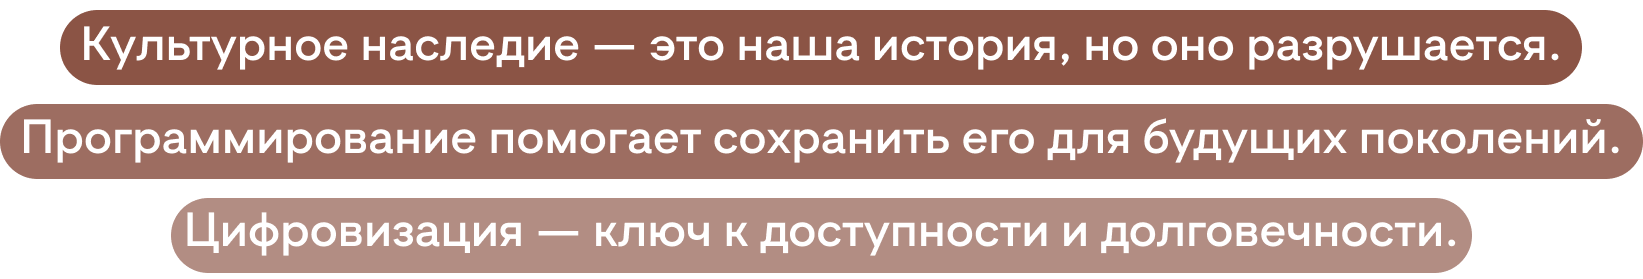 Культурное наследие — это наша история, но оно разрушается.
Программирование помогает сохранить его для будущих поколений.
Цифровизация — ключ к доступности и долговечности.